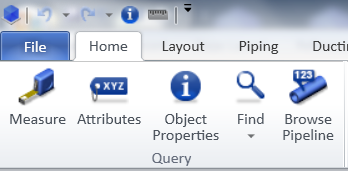 File Home Layout Piping Ductin
XYZ 123
Measure Attributes Object Properties Find Browse Pipeline
Query